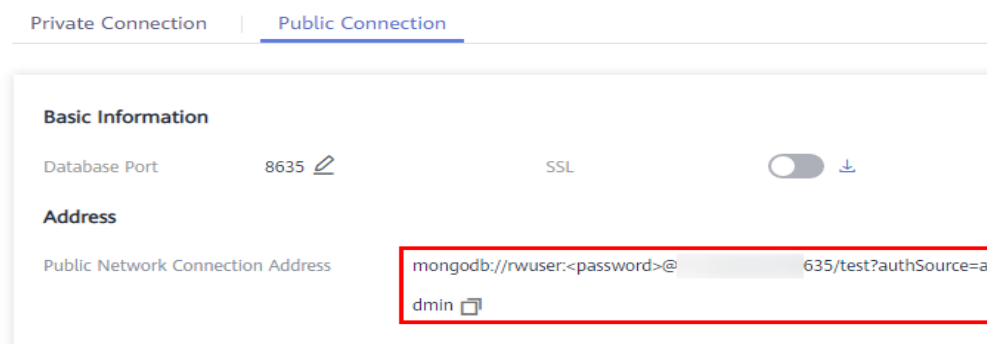 Private Connection Public Connection
Basic Information
Database Port 8635 SSL
Address
Public Network Connection Address mongodb://rwuser:<password>@ 635/test?authSource=a
dmin